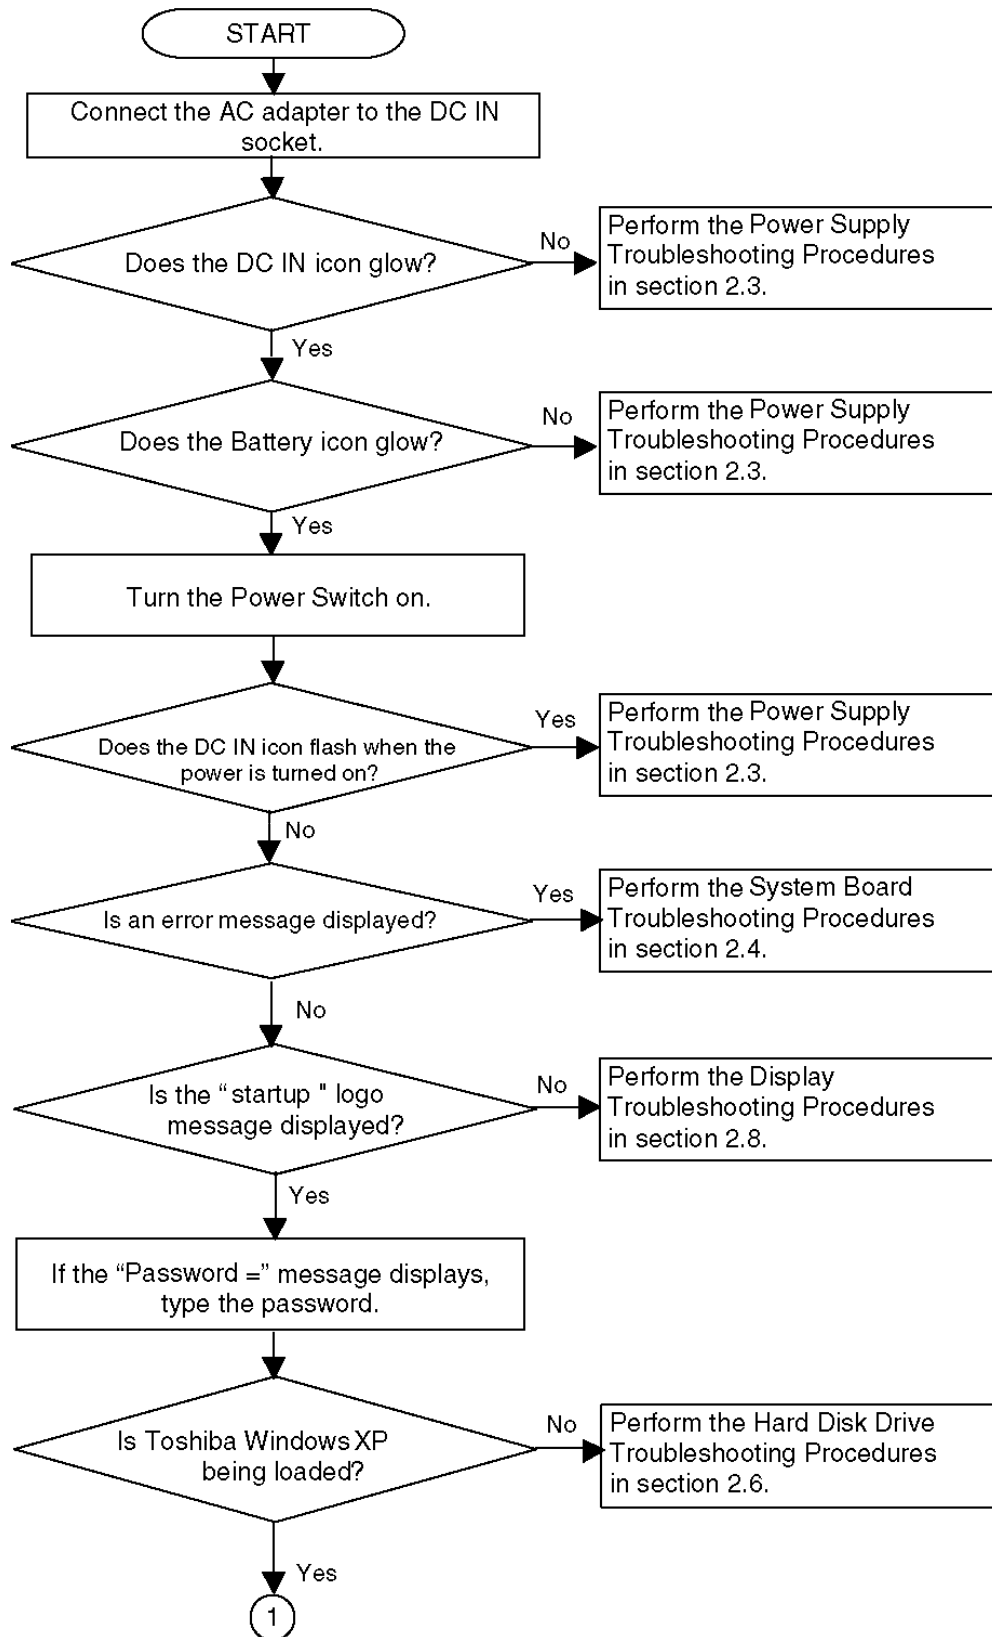 START
Connect the AC adapter to the DC IN
socket.
Does the DC IN icon glow?
No
Perform the Power Supply
Troubleshooting Procedures
in section 2.3.
Yes
Does the Battery icon glow?
No
Perform the Power Supply
Troubleshooting Procedures
in section 2.3.
Yes
Turn the Power Switch on.
Does the DC IN icon flash when the
power is turned on?
Yes
Perform the Power Supply
Troubleshooting Procedures
in section 2.3.
No
Is an error message displayed?
Yes
Perform the System Board
Troubleshooting Procedures
in section 2.4.
No
Is the “startup " logo
message displayed?
No
Perform the Display
Troubleshooting Procedures
in section 2.8.
Yes
If the “Password =” message displays,
type the password.
Is Toshiba Windows XP
being loaded?
No
Perform the Hard Disk Drive
Troubleshooting Procedures
in section 2.6.
Yes
1